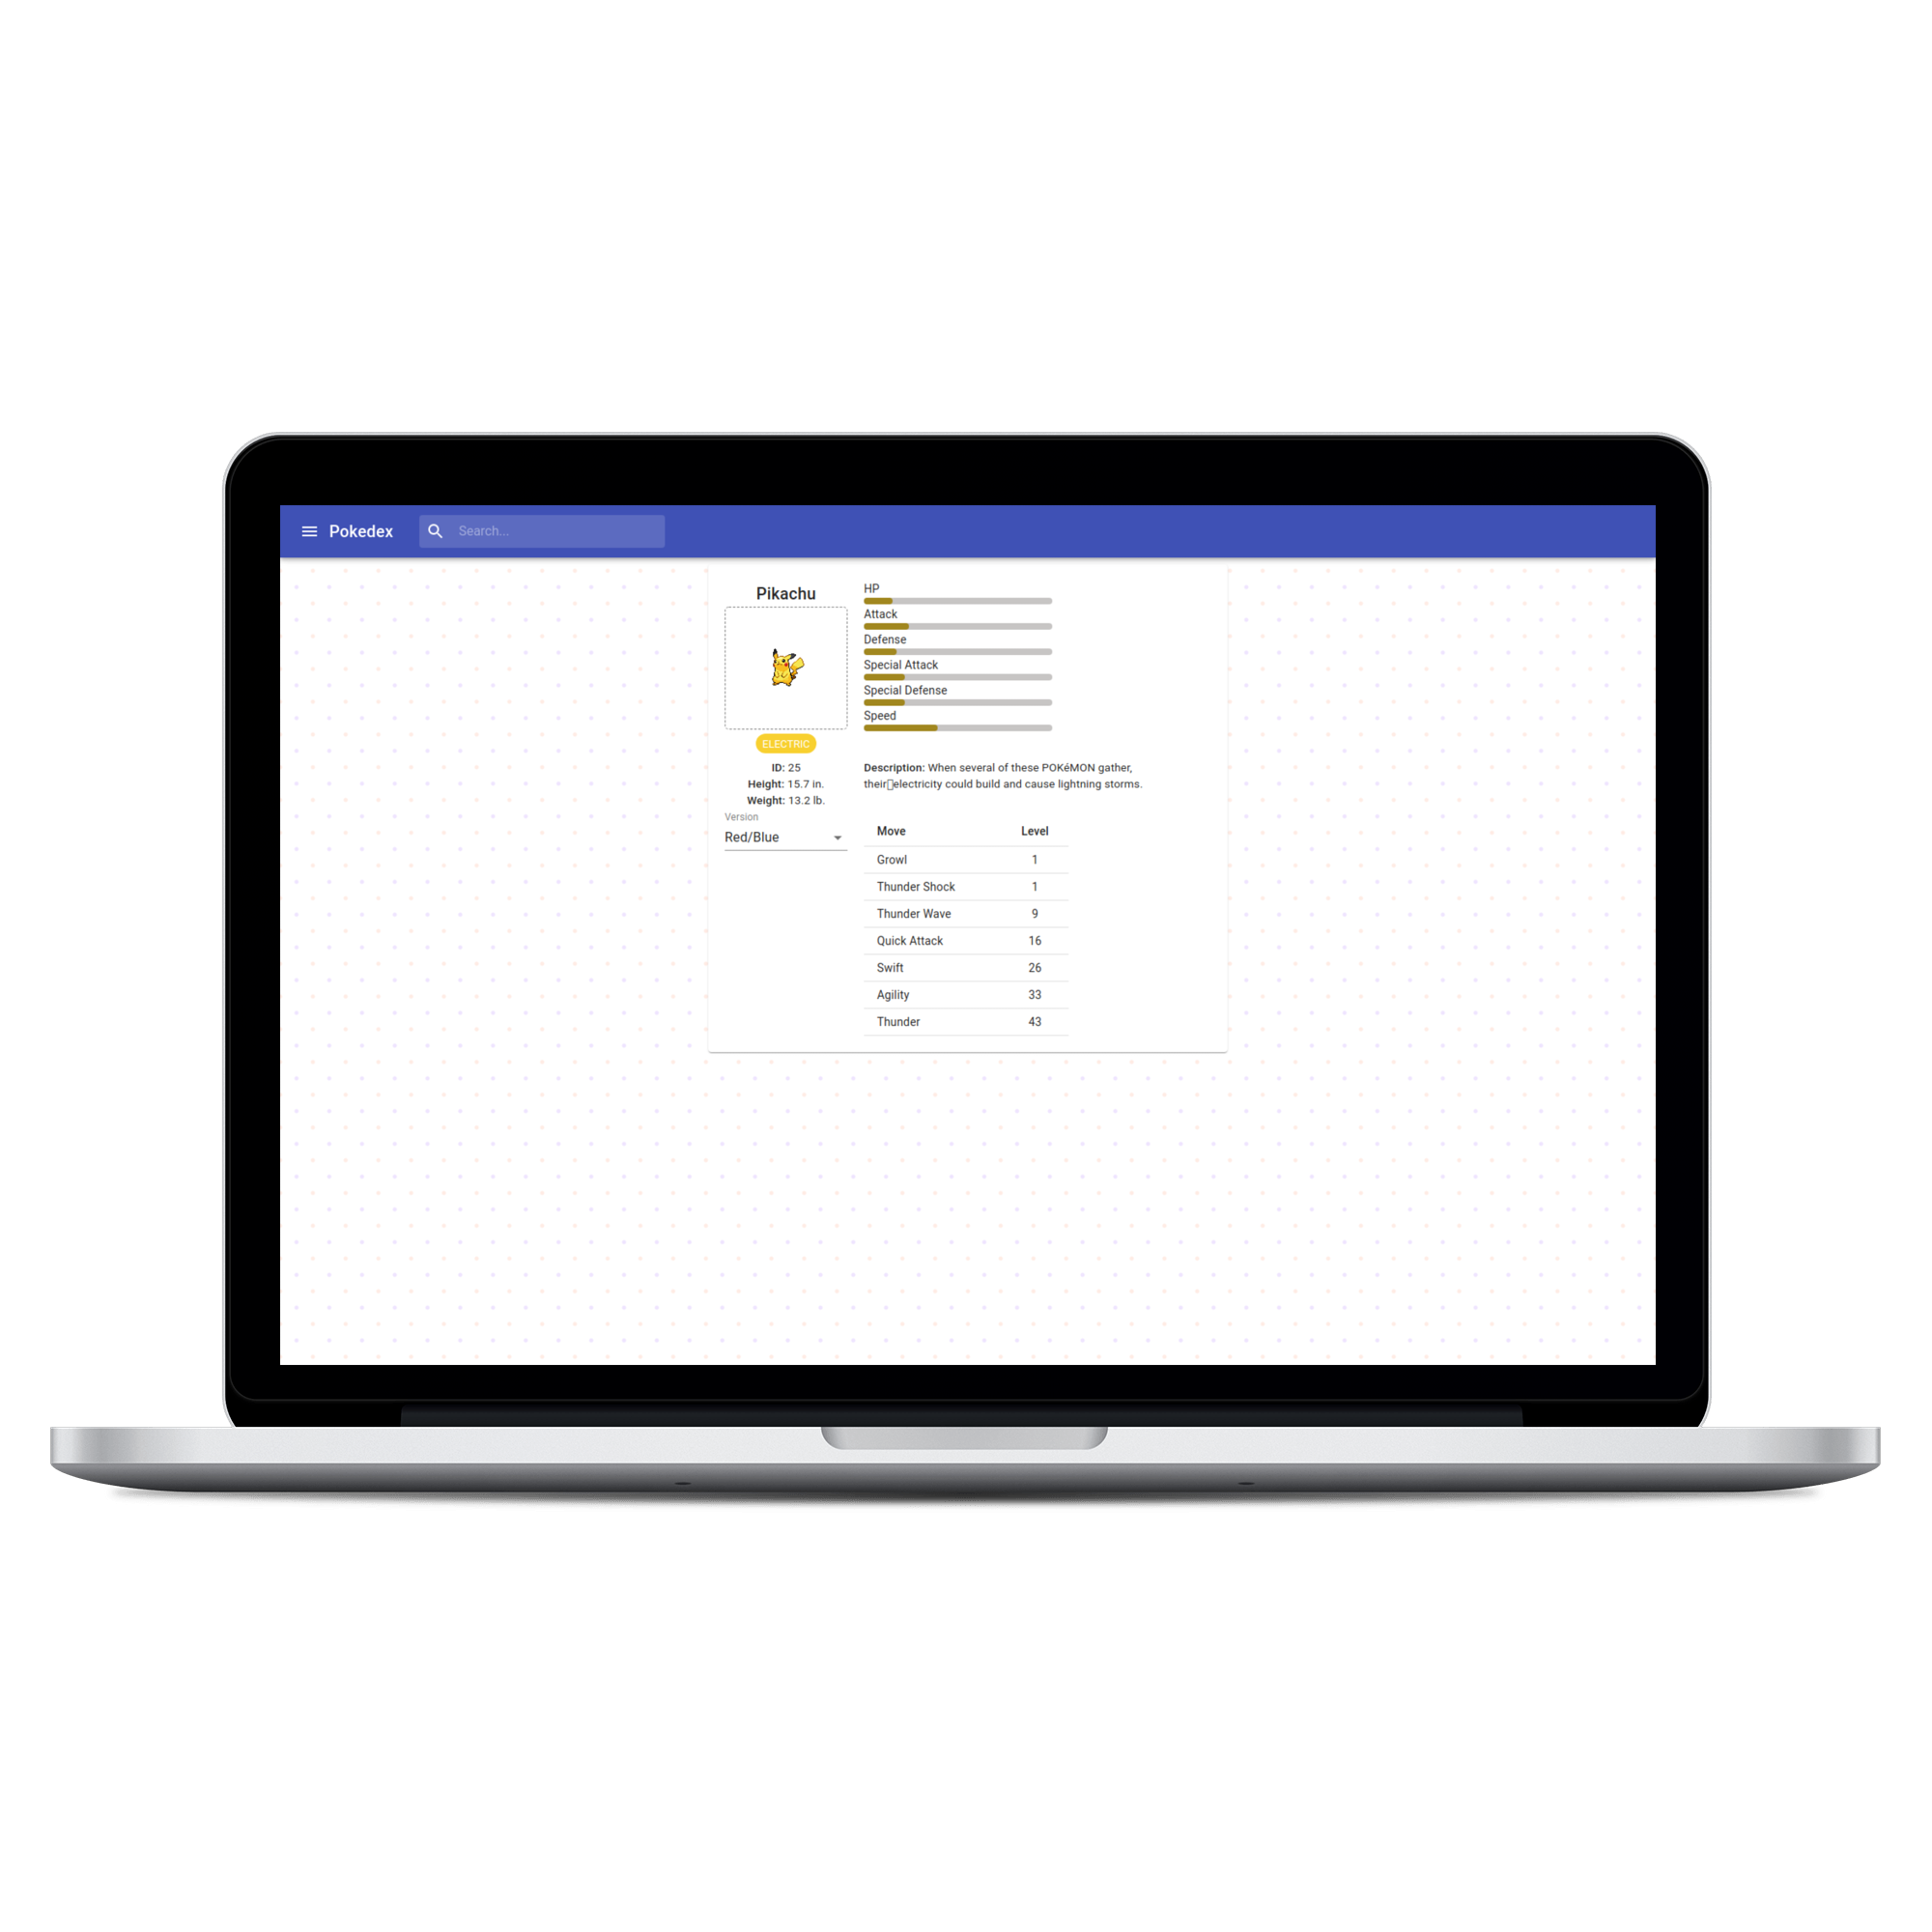 Pokedex
Search...
Pikachu
ELECTRIC
ID: 25
Height: 15.7 in.
Weight: 13.2 lb.
Version
Red/Blue
HP
Attack
Defense
Special Attack
Special Defense
Speed
Description: When several of these POKéMON gather,
their▯electricity could build and cause lightning storms.
Move Level
Growl 1
Thunder Shock 1
Thunder Wave 9
Quick Attack 16
Swift 26
Agility 33
Thunder 43